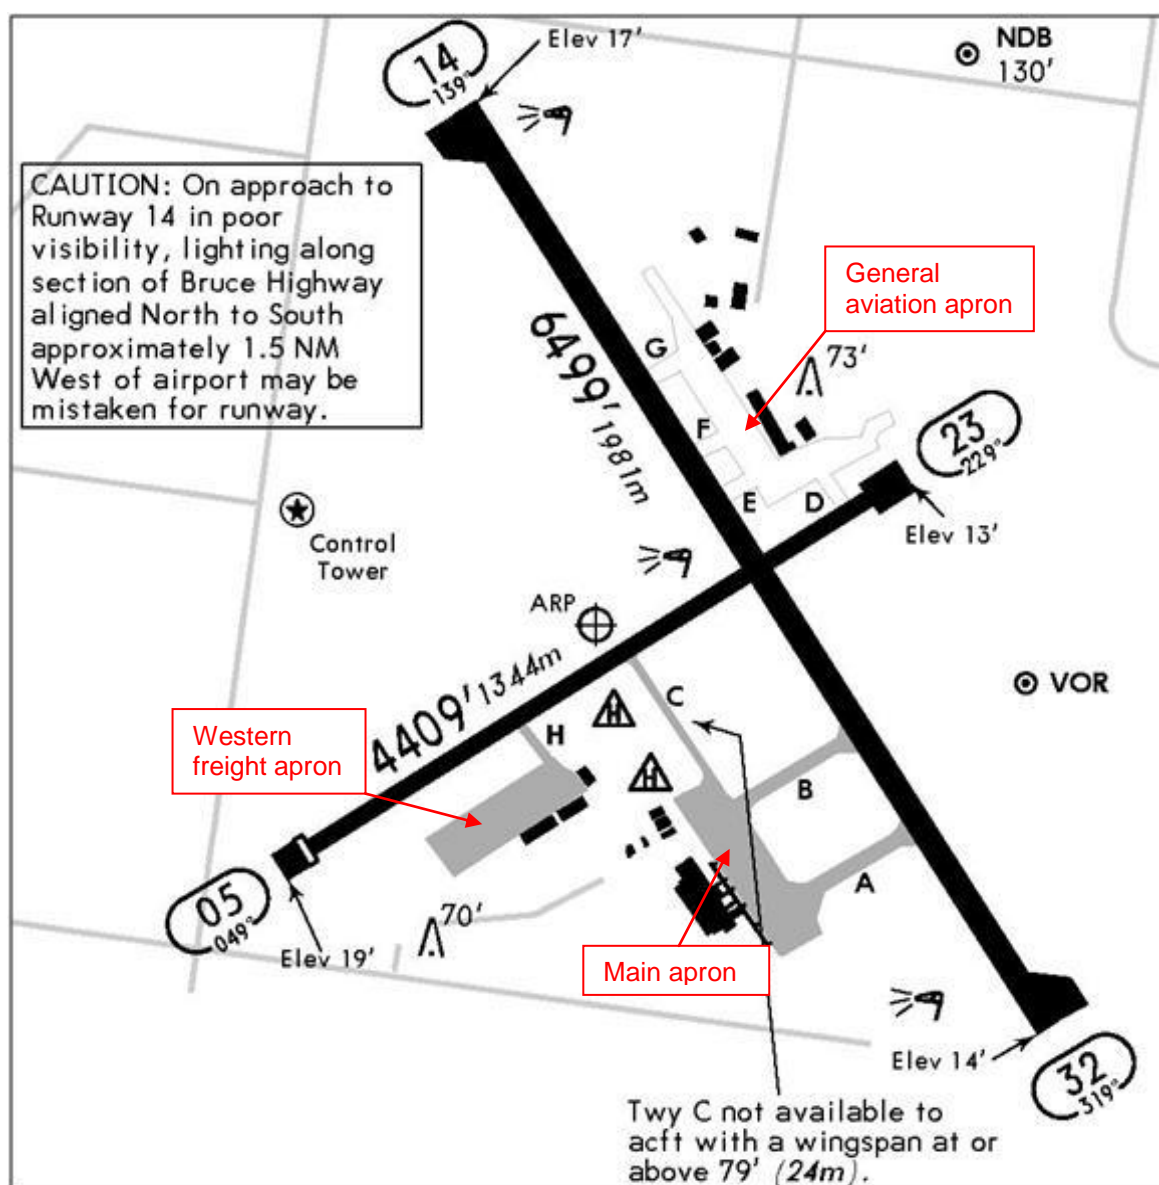 14
139°
Elev 17'
NDB
130'
CAUTION: On approach to
Runway 14 in poor
visibility, lighting along
section of Bruce Highway
aligned North to South
approximately 1.5 NM
West of airport may be
mistaken for runway.
General
aviation apron
G
6499' 1981m
73'
F
23
229°
E
D
Elev 13'
Control
Tower
ARP
VOR
4409' 1344m
C
H
H
H
Western
freight apron
B
A
05
049°
70'
Elev 19'
Main apron
Elev 14'
32
319°
Twy C not available to
acft with a wingspan at or
above 79' (24m).